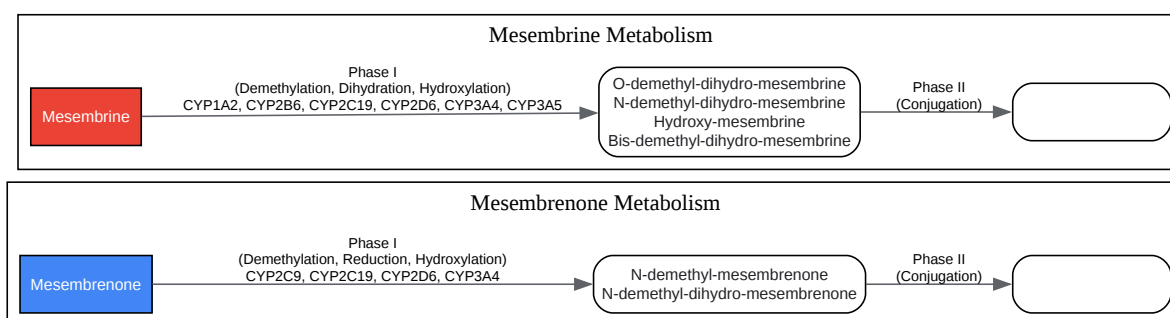 Mesembrine Metabolism
Mesembrine
Phase I
(Demethylation, Dihydration, Hydroxylation)
CYP1A2, CYP2B6, CYP2C19, CYP2D6, CYP3A4, CYP3A5
O-demethyl-dihydro-mesembrine
N-demethyl-dihydro-mesembrine
Hydroxy-mesembrine
Bis-demethyl-dihydro-mesembrine
Phase II
(Conjugation)
Mesembrenone Metabolism
Mesembrenone
Phase I
(Demethylation, Reduction, Hydroxylation)
CYP2C9, CYP2C19, CYP2D6, CYP3A4
N-demethyl-mesembrenone
N-demethyl-dihydro-mesembrenone
Phase II
(Conjugation)